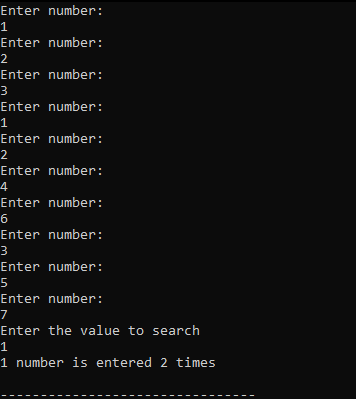 Enter number:
1
Enter number:
2
Enter number:
3
Enter number:
1
Enter number:
2
Enter number:
4
Enter number:
6
Enter number:
3
Enter number:
5
Enter number:
7
Enter the value to search
1
1 number is entered 2 times
--------------------------------